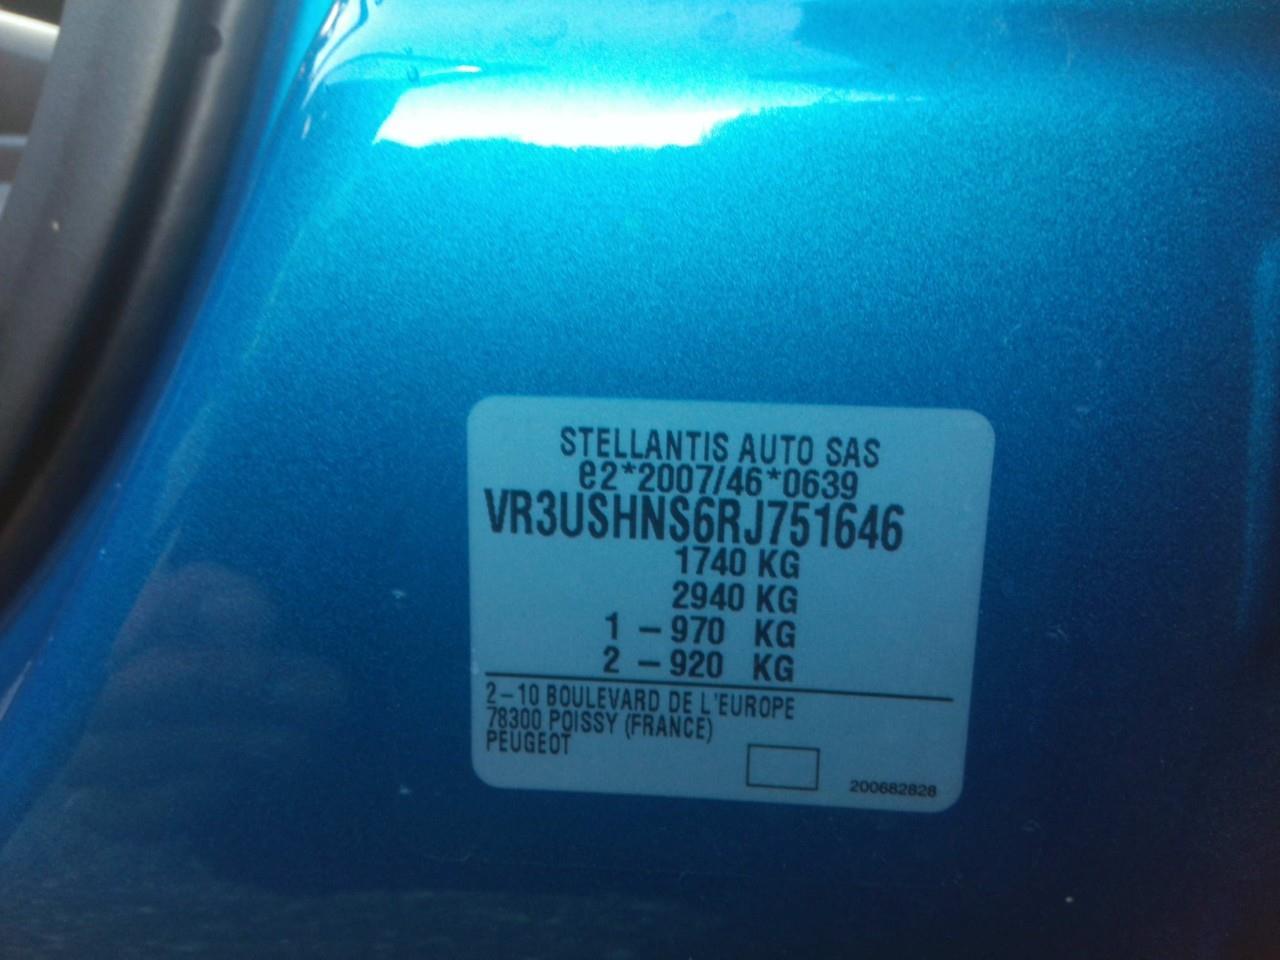 STELLANTIS AUTO SAS
e2*2007/46*0639
VR3USHNS6RJ751646
1740 KG
2940 KG
1 – 970 KG
2 – 920 KG
2–10 BOULEVARD DE L'EUROPE
78300 POISSY (FRANCE)
PEUGEOT
200682828